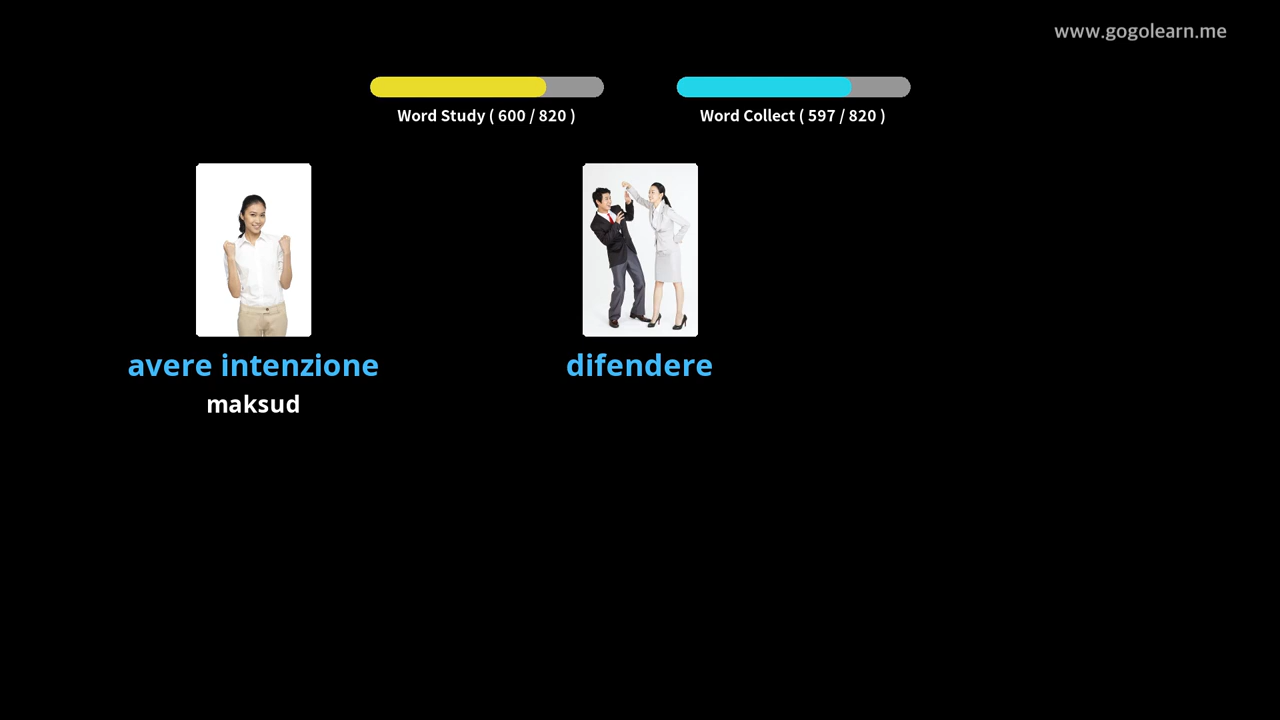 www.gogolearn.me
Word Study ( 600 / 820 )
Word Collect ( 597 / 820 )
avere intenzione
maksud
difendere